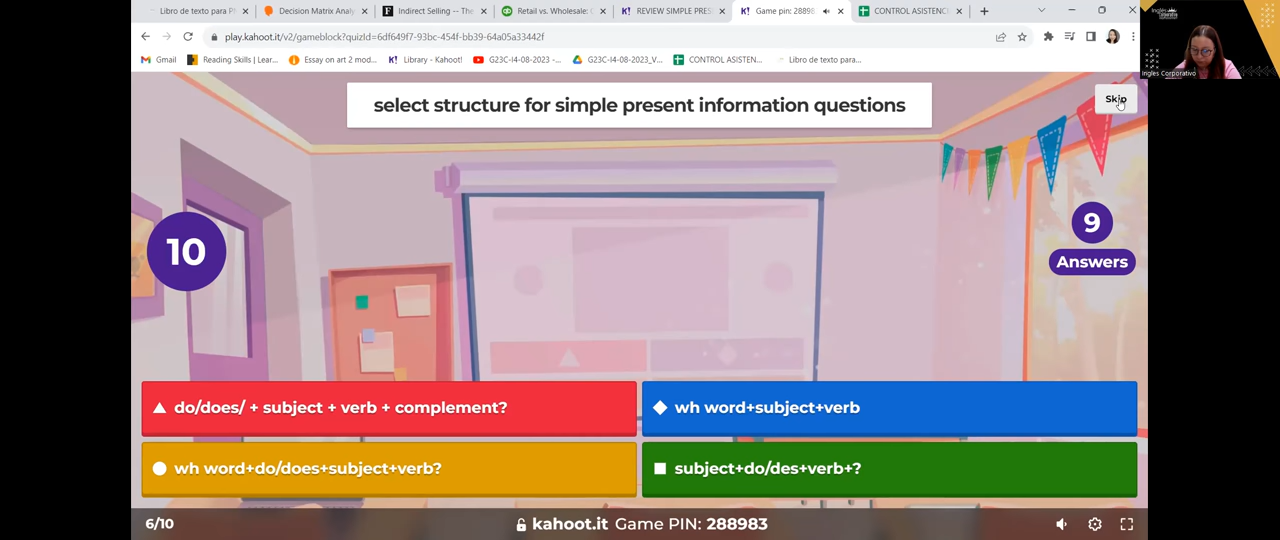 Libro de texto para P
Decision Matrix Analy
Indirect Selling -- The
Retail vs. Wholesale:
REVIEW SIMPLE PRES
Game pin: 28898
CONTROL ASISTENC
play.kahoot.it/v2/gameblock?quizId=6df649f7-93bc-454f-bb39-64a05a33442f
Gmail
Reading Skills | Lear...
Essay on art 2 mod...
Library - Kahoot!
G23C-I4-08-2023 -...
G23C-I4-08-2023_V...
CONTROL ASISTEN...
Libro de texto para...
Inglés Corporativo
select structure for simple present information questions
Skip
10
9
Answers
do/does/ + subject + verb + complement?
wh word+subject+verb
wh word+do/does+subject+verb?
subject+do/des+verb+?
6/10
kahoot.it Game PIN: 288983